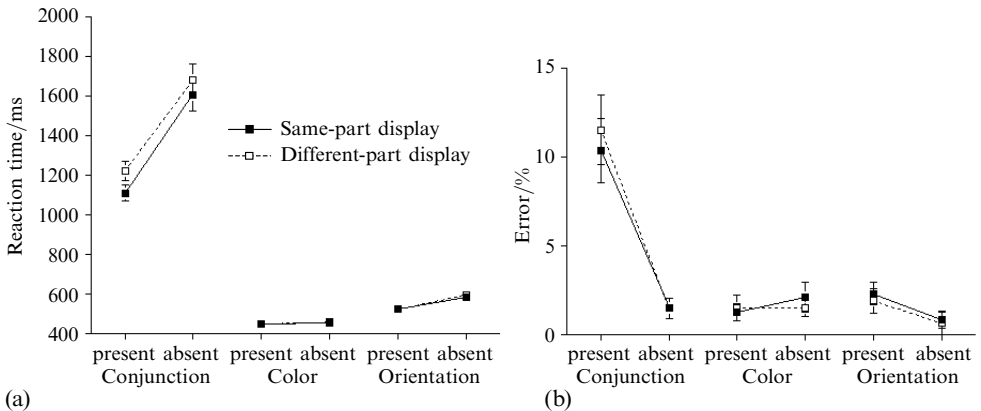 2000
1800
1600
1400
1200
1000
800
600
400
Reaction time/ms
Same-part display
Different-part display
present absent present absent present absent
Conjunction Color Orientation
(a)
15
10
5
0
Error/%
present absent present absent present absent
Conjunction Color Orientation
(b)